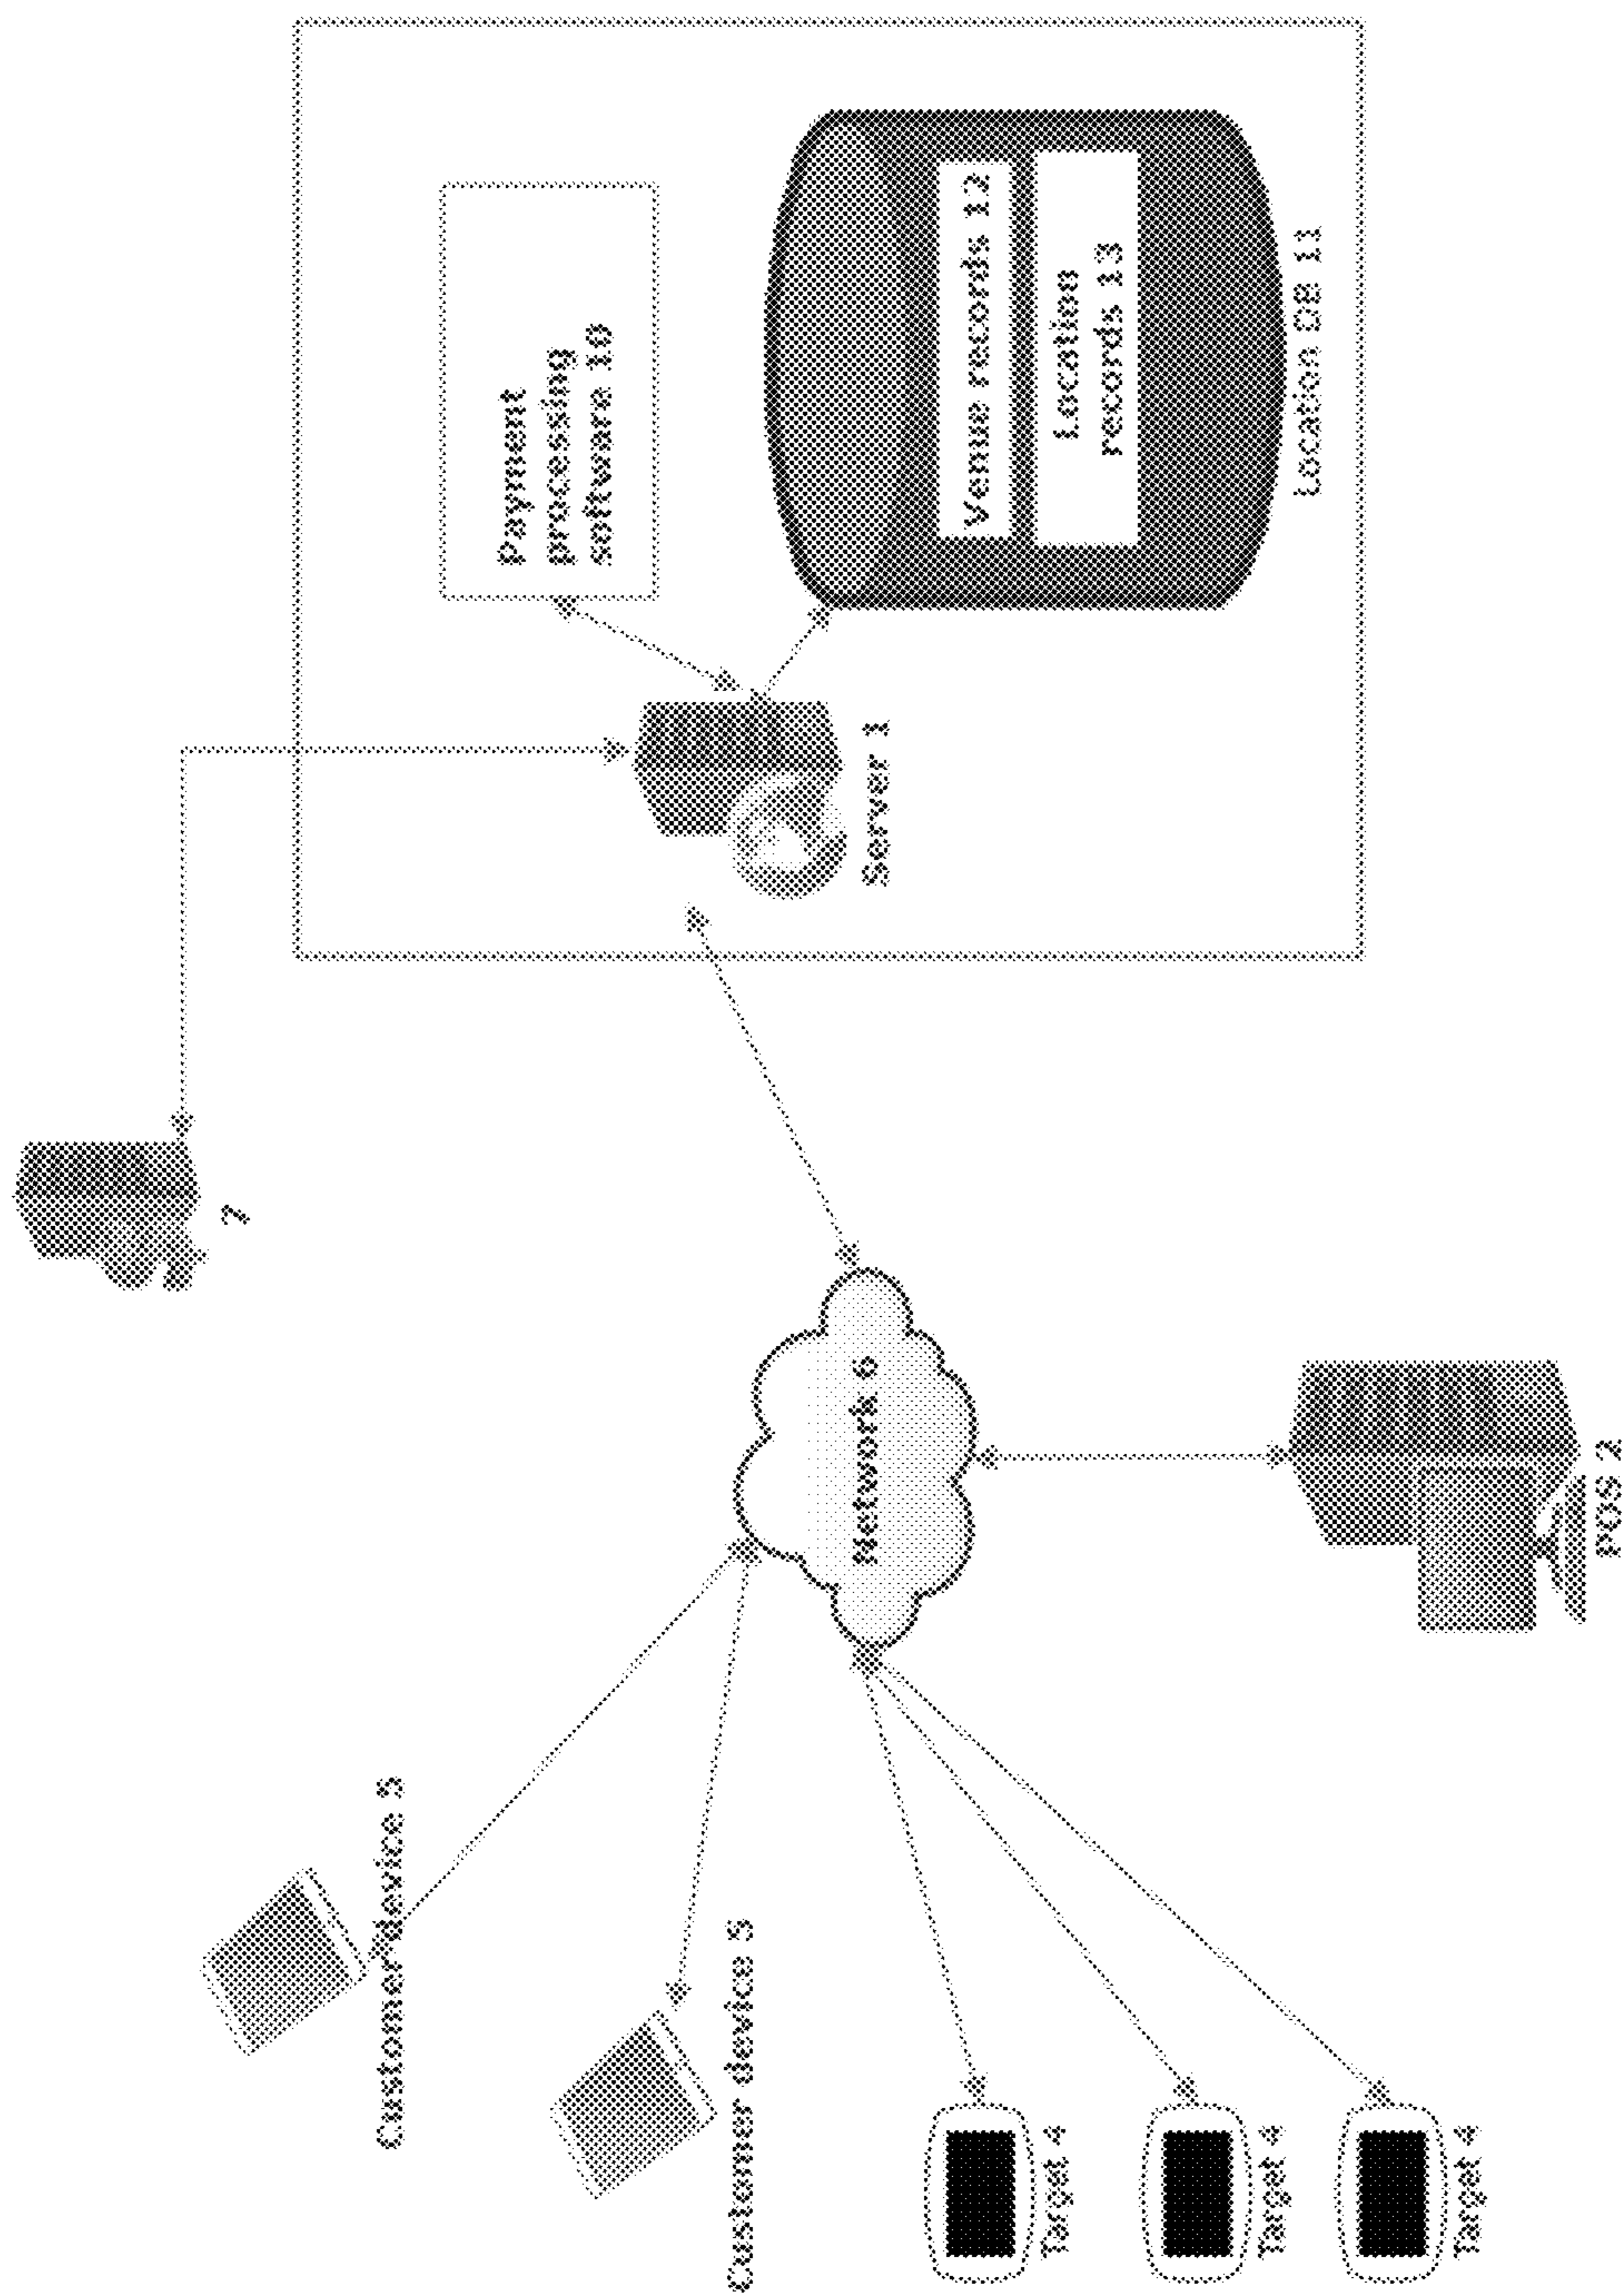 Customer device 5
Customer device 5
Target 4
Target 4
Target 4
Network 6
POS 2
7
Server 1
Payment
processing
software 10
Venue records 12
Location
records 13
Location DB 11